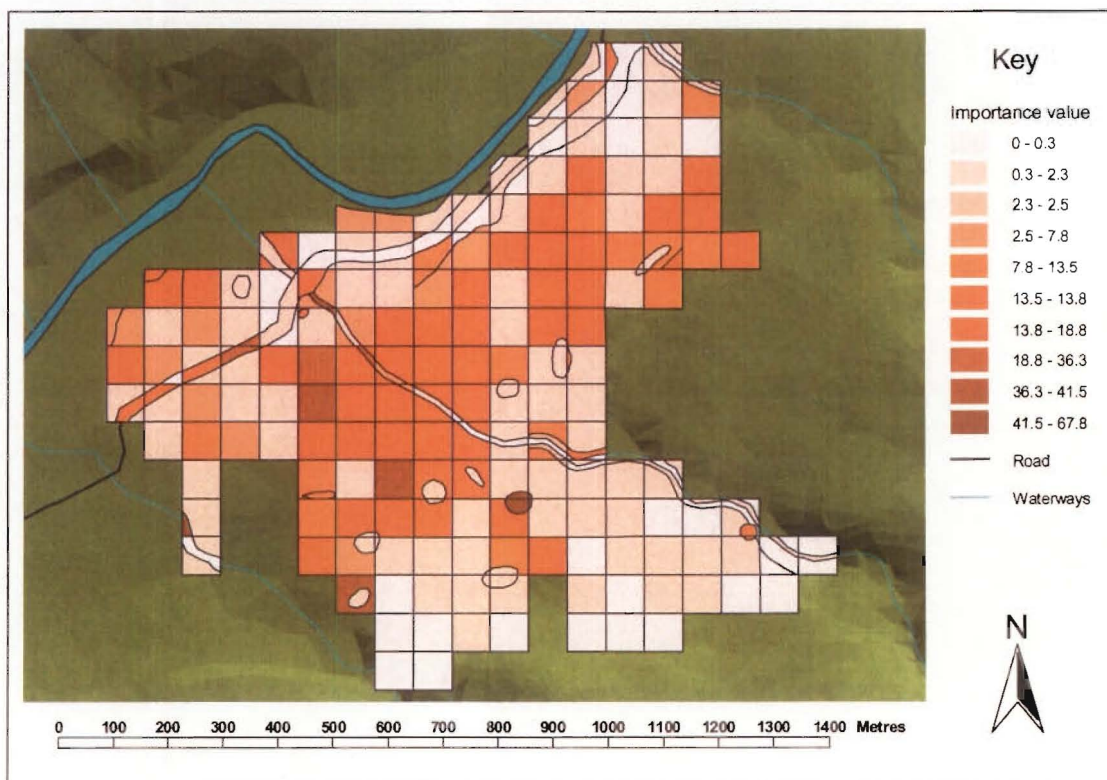 Key
Importance value
0 - 0.3
0.3 - 2.3
2.3 - 2.5
2.5 - 7.8
7.8 - 13.5
13.5 - 13.8
13.8 - 18.8
18.8 - 36.3
36.3 - 41.5
41.5 - 67.8
Road
Waterways
N
0 100 200 300 400 500 600 700 800 900 1000 1100 1200 1300 1400 Metres